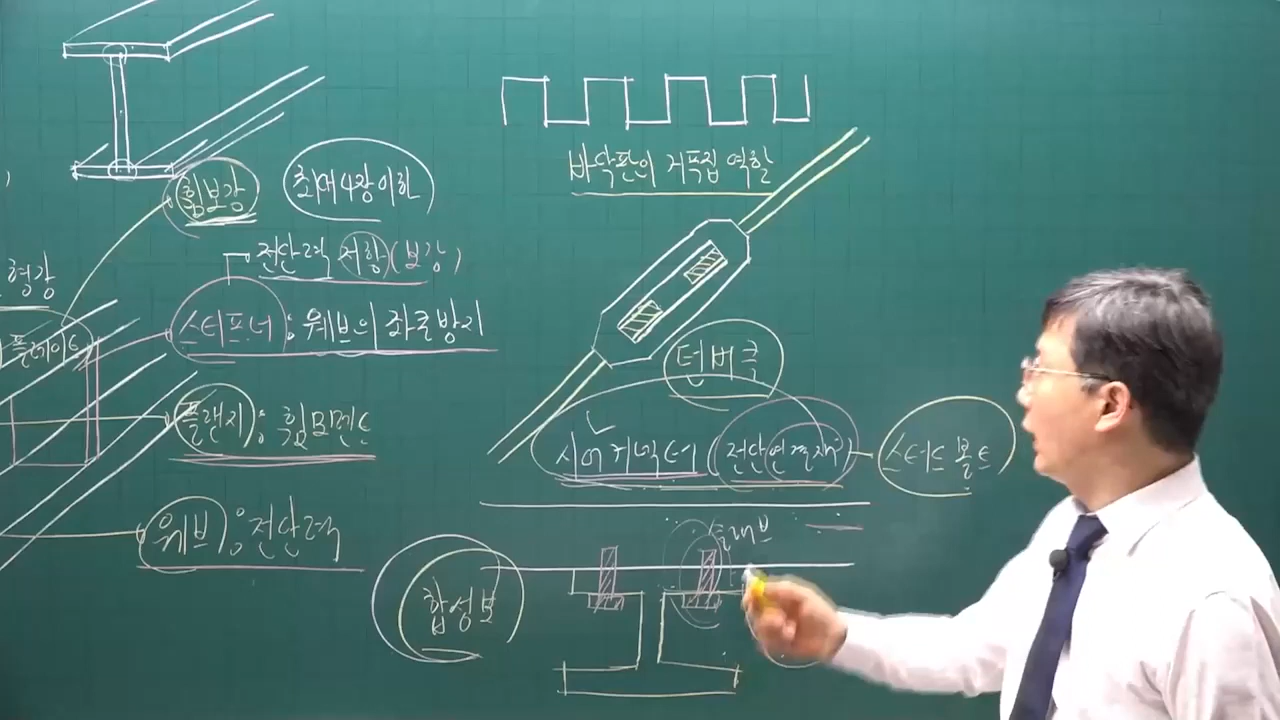 휨보강 최대4장이하
전단력 저항(보강)
형강
스티프너: 웨브의 좌굴방지
플레이트
플랜지: 휨모멘트
웨브: 전단력
바닥판의 거푸집 역할
턴버클
시어커넥터(전단연결재) 스터드볼트
슬래브
합성보